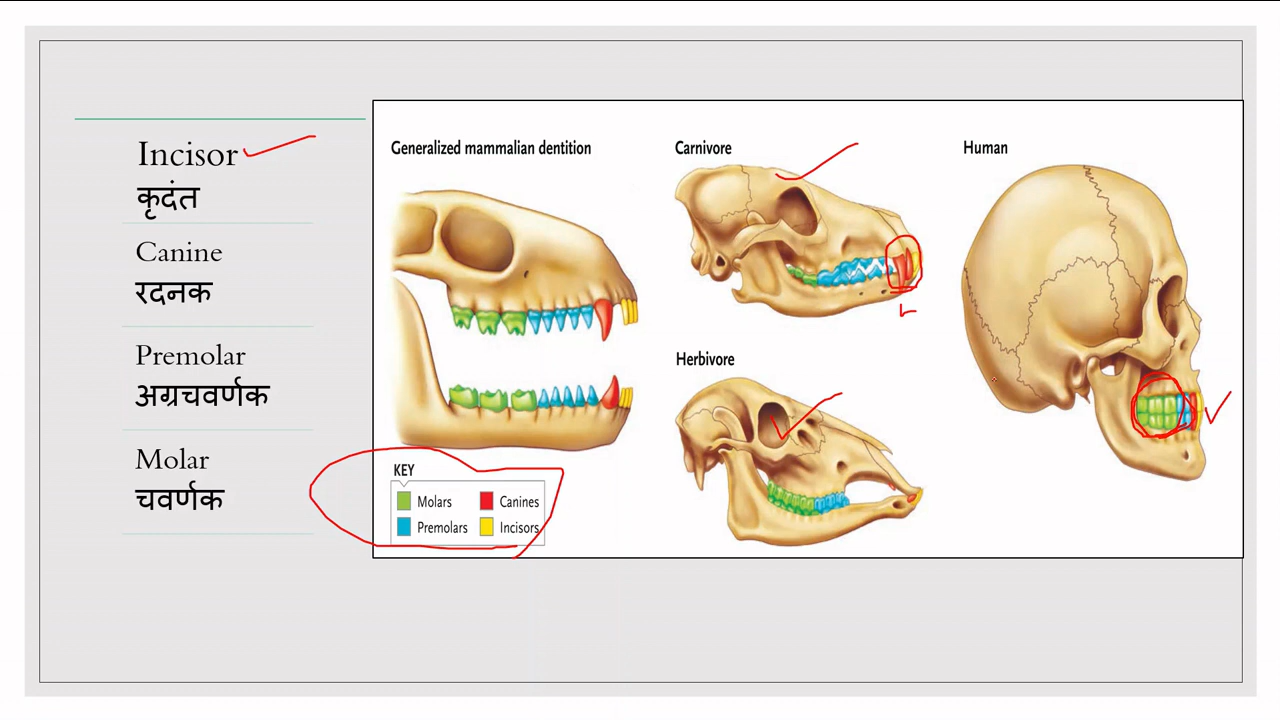 Incisor
कृदंत
Canine
रदनक
Premolar
अग्रचवर्णक
Molar
चवर्णक
Generalized mammalian dentition
Carnivore
Human
Herbivore
KEY
Molars
Canines
Premolars
Incisors